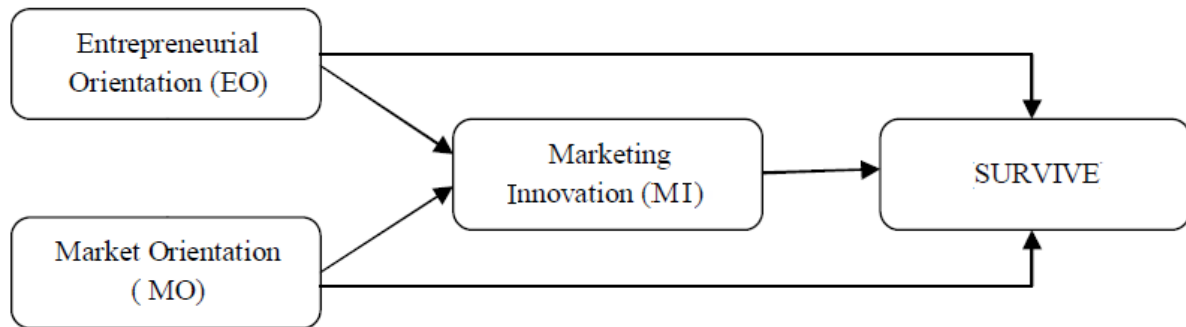 Entrepreneurial
Orientation (EO)
Marketing
Innovation (MI)
SURVIVE
Market Orientation
( MO)